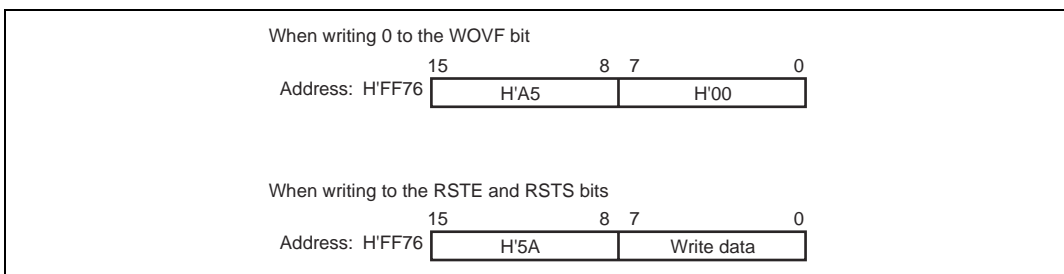 When writing 0 to the WOVF bit
15 8 7 0
Address: H'FF76 H'A5 H'00
When writing to the RSTE and RSTS bits
15 8 7 0
Address: H'FF76 H'5A Write data